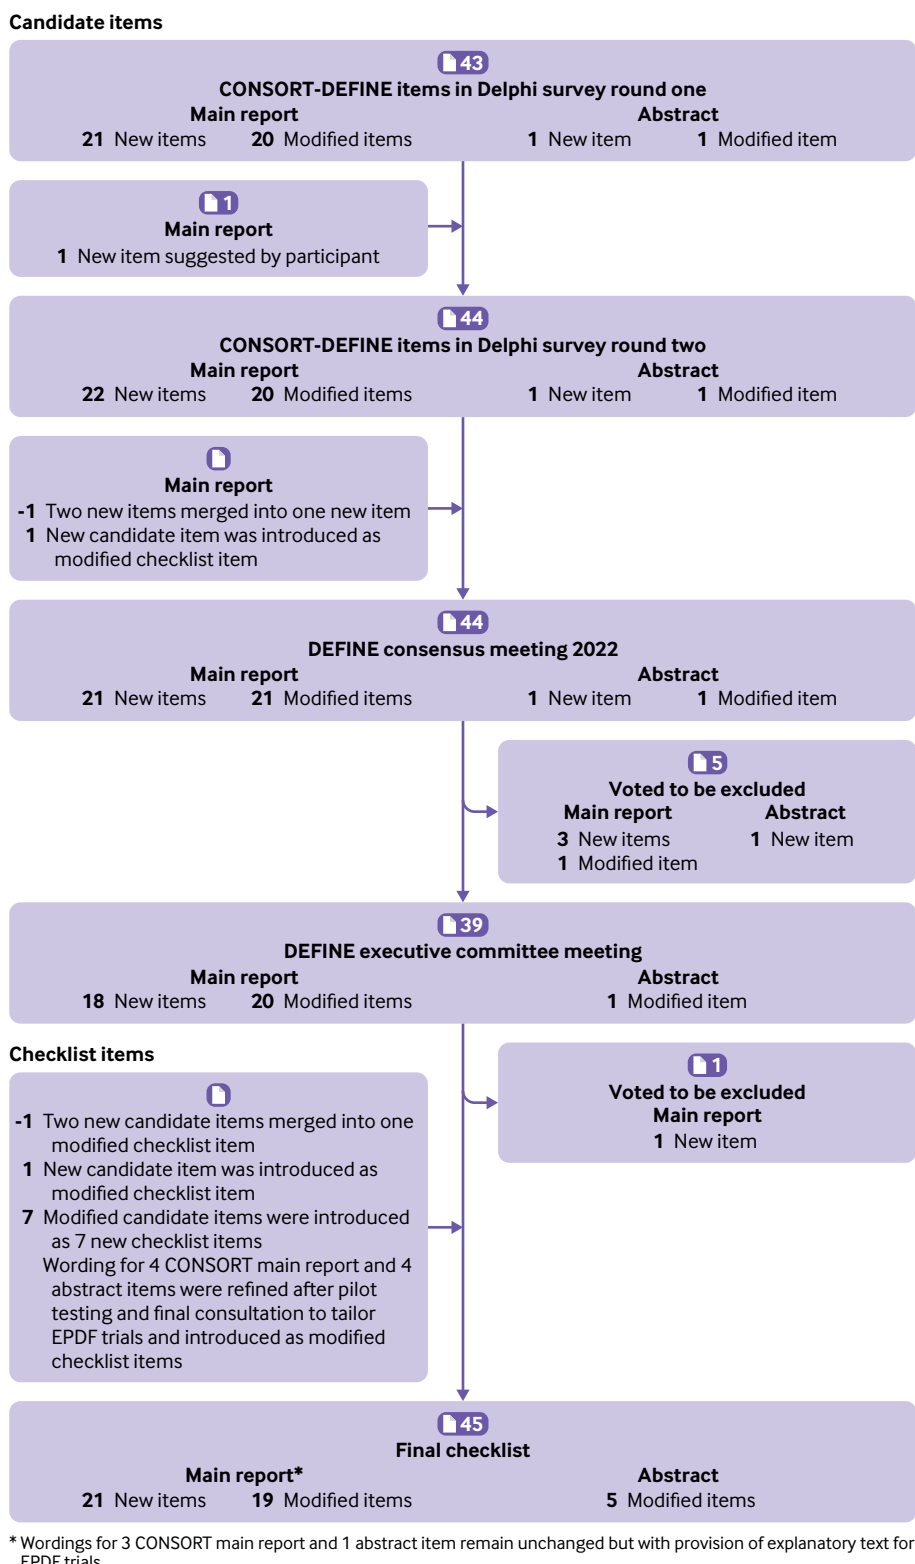 Candidate items
43
CONSORT-DEFINE items in Delphi survey round one
Main report Abstract
21 New items 20 Modified items 1 New item 1 Modified item
1
Main report
1 New item suggested by participant
44
CONSORT-DEFINE items in Delphi survey round two
Main report Abstract
22 New items 20 Modified items 1 New item 1 Modified item
Main report
-1 Two new items merged into one new item
1 New candidate item was introduced as
modified checklist item
44
DEFINE consensus meeting 2022
Main report Abstract
21 New items 21 Modified items 1 New item 1 Modified item
5
Voted to be excluded
Main report Abstract
3 New items 1 New item
1 Modified item
39
DEFINE executive committee meeting
Main report Abstract
18 New items 20 Modified items 1 Modified item
Checklist items
1
Voted to be excluded
Main report
1 New item
-1 Two new candidate items merged into one
modified checklist item
1 New candidate item was introduced as
modified checklist item
7 Modified candidate items were introduced
as 7 new checklist items
Wording for 4 CONSORT main report and 4
abstract items were refined after pilot
testing and final consultation to tailor
EPDF trials and introduced as modified
checklist items
45
Final checklist
Main report* Abstract
21 New items 19 Modified items 5 Modified items
* Wordings for 3 CONSORT main report and 1 abstract item remain unchanged but with provision of explanatory text for
EPDF trials